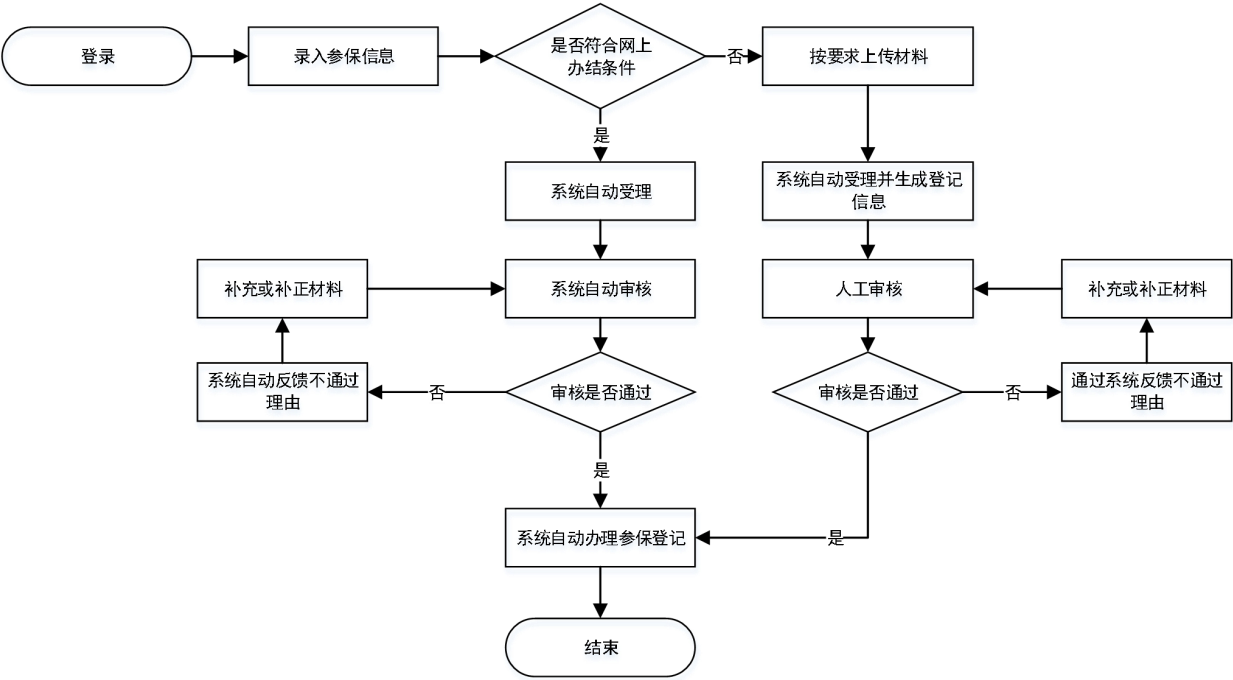 登录
录入参保信息
是否符合网上
办结条件
否
按要求上传材料
是
系统自动受理
系统自动受理并生成登记
信息
补充或补正材料
系统自动审核
人工审核
补充或补正材料
系统自动反馈不通过
理由
否
审核是否通过
审核是否通过
否
通过系统反馈不通过
理由
是
系统自动办理参保登记
是
结束